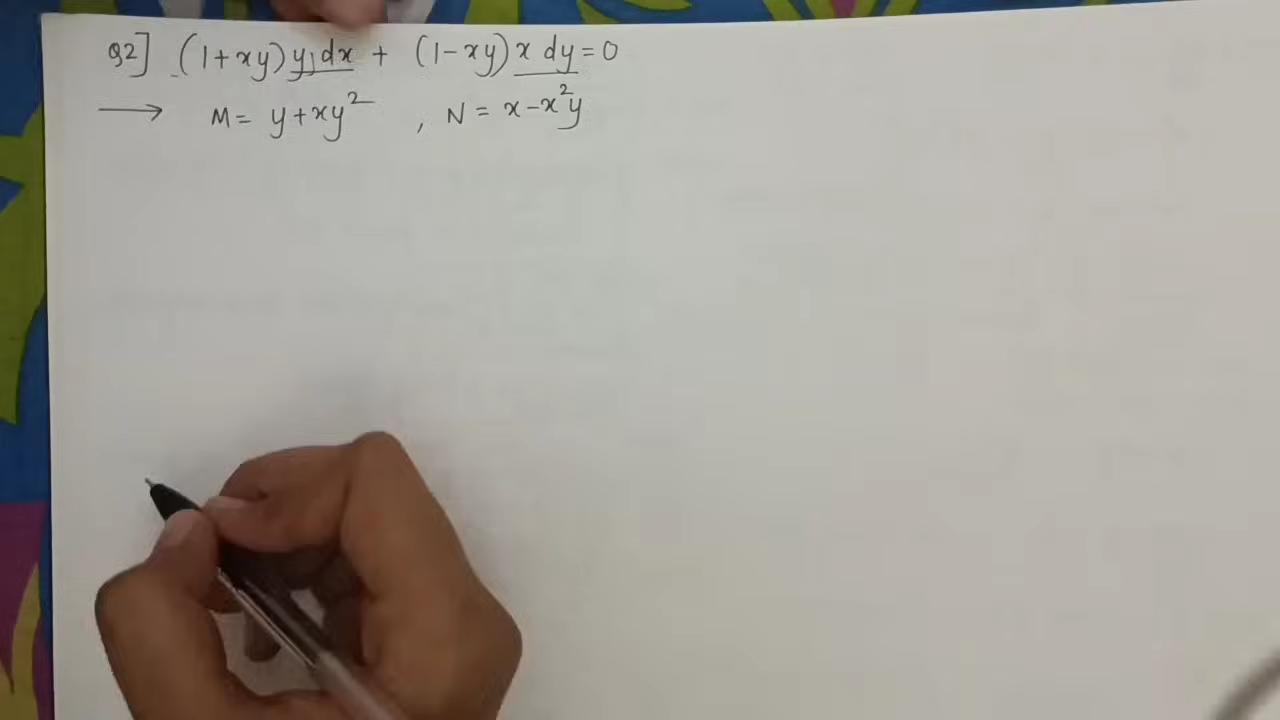 Q2] (1+xy) y dx + (1-xy) x dy = 0
→ M = y+xy² , N = x-x²y